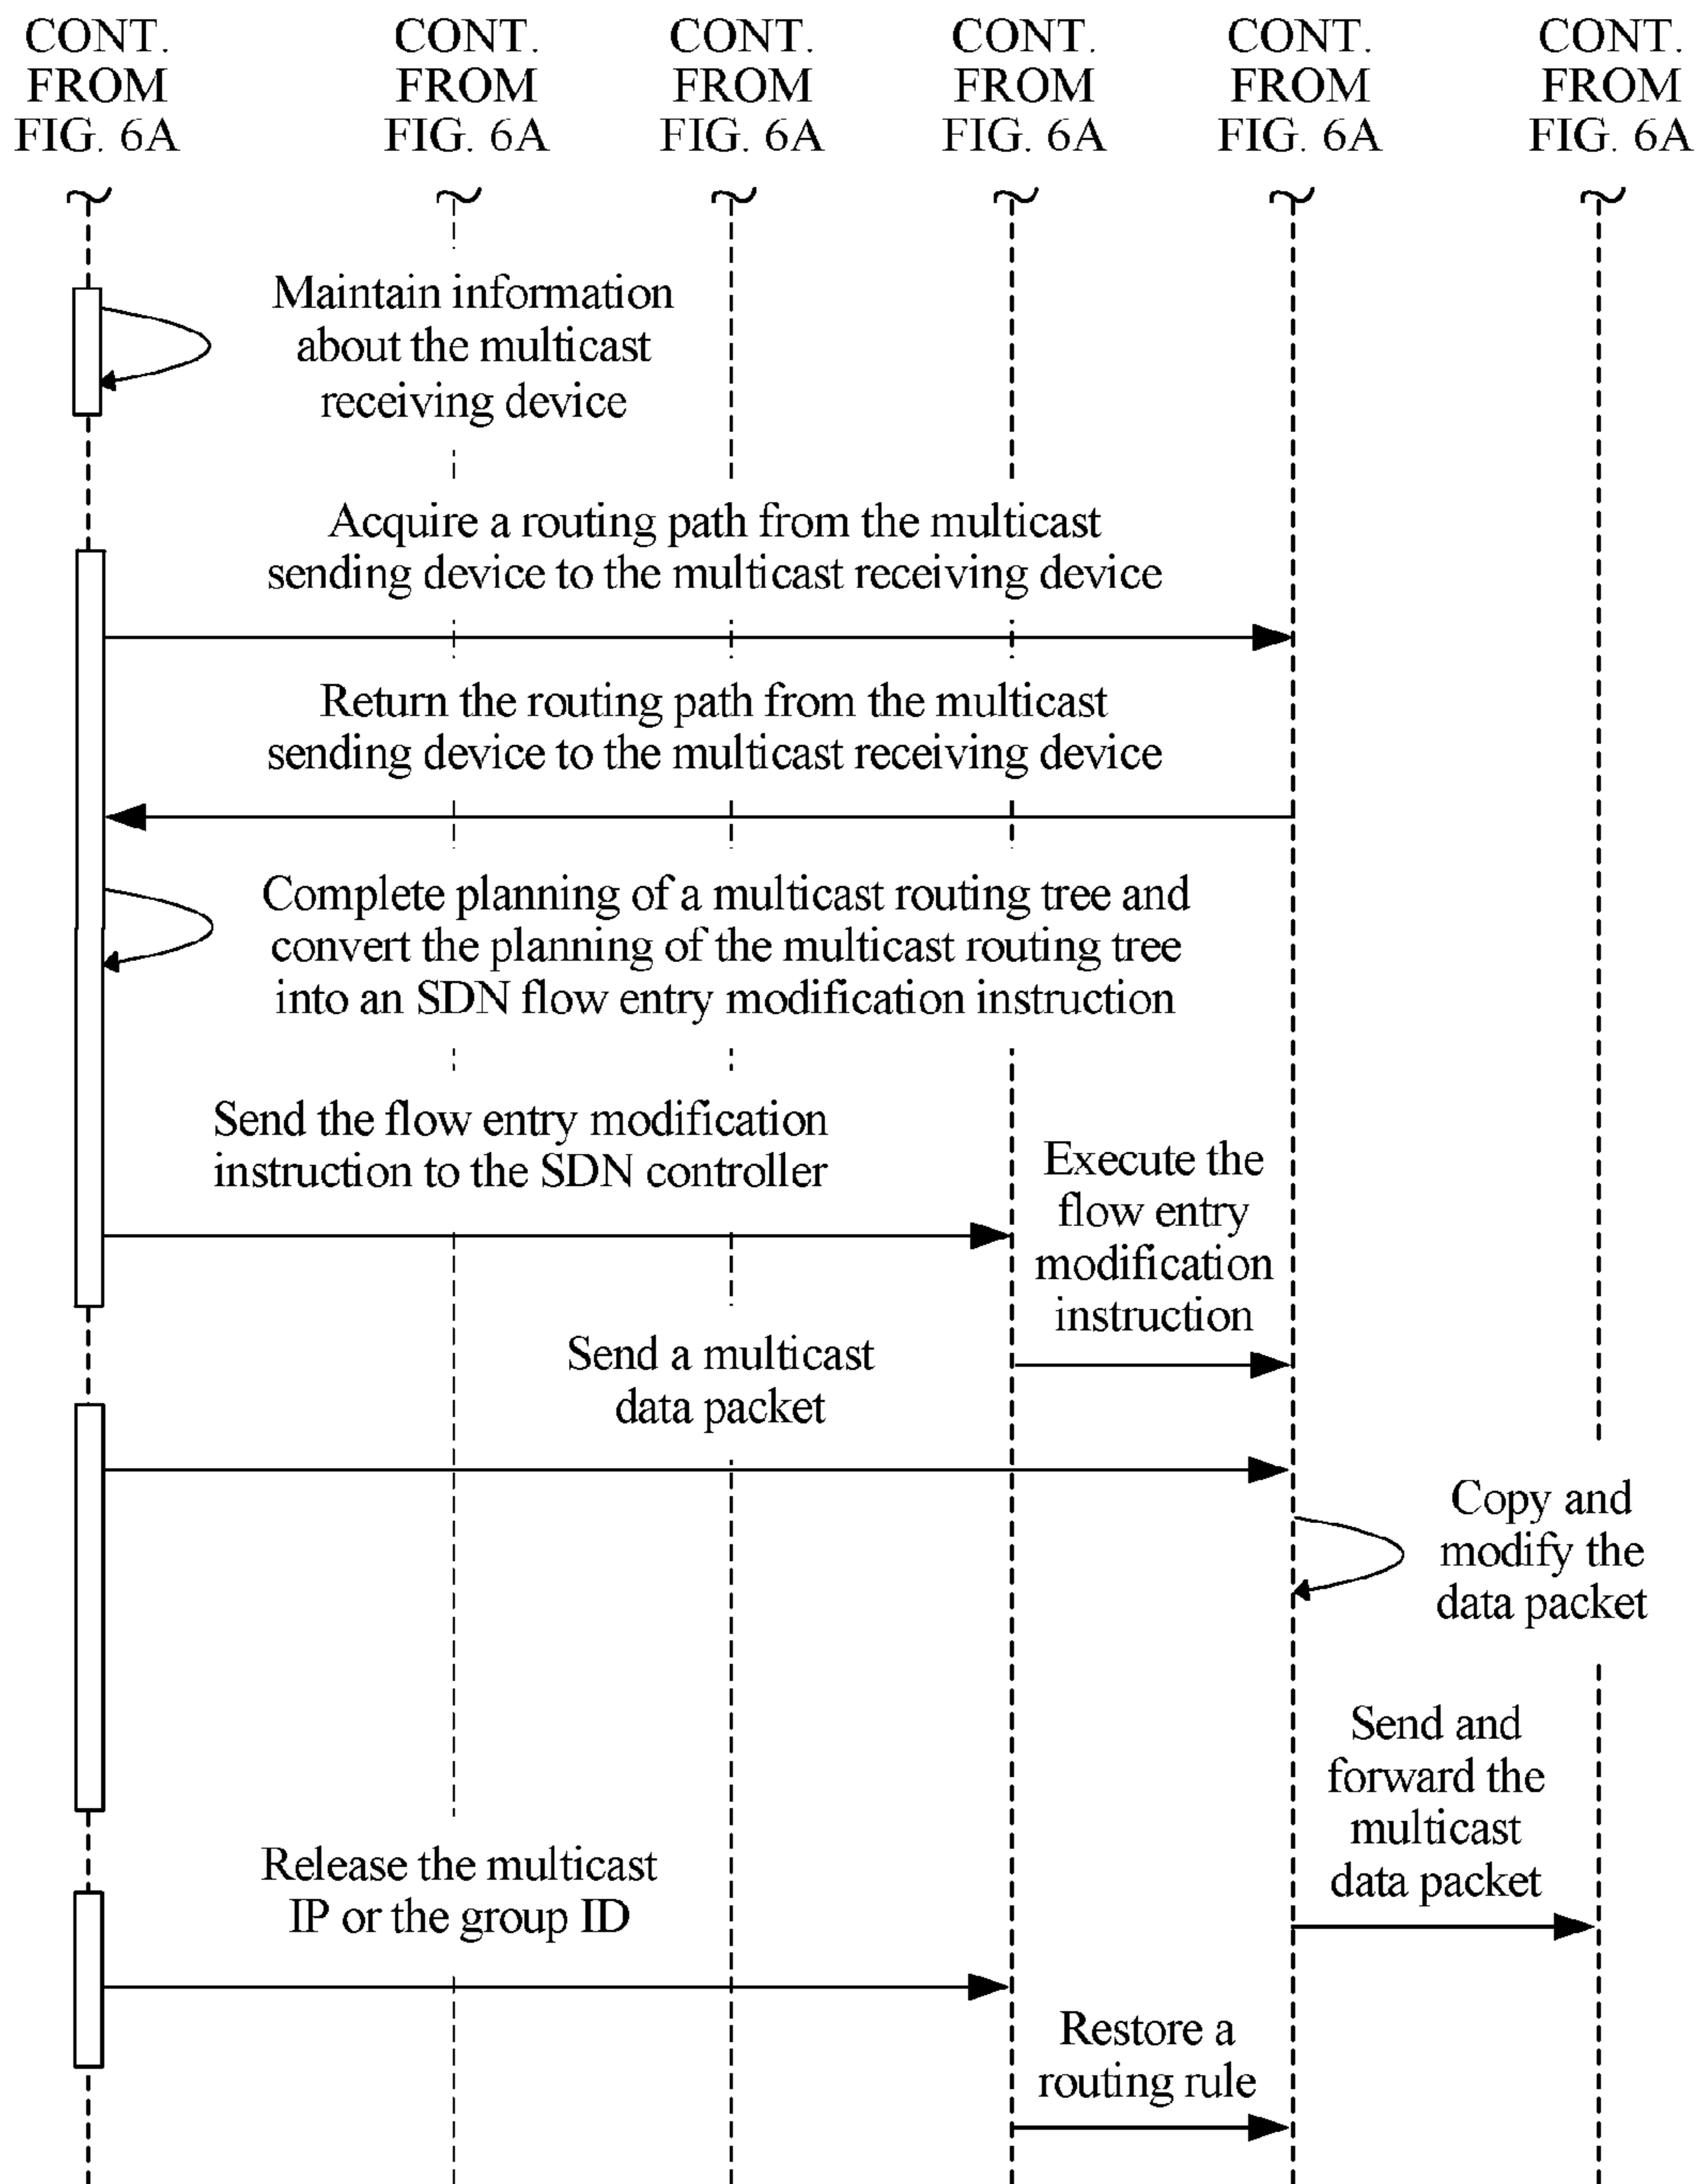 CONT.
FROM
FIG. 6A
CONT.
FROM
FIG. 6A
CONT.
FROM
FIG. 6A
CONT.
FROM
FIG. 6A
CONT.
FROM
FIG. 6A
CONT.
FROM
FIG. 6A
Maintain information
about the multicast
receiving device
Acquire a routing path from the multicast
sending device to the multicast receiving device
Return the routing path from the multicast
sending device to the multicast receiving device
Complete planning of a multicast routing tree and
convert the planning of the multicast routing tree
into an SDN flow entry modification instruction
Send the flow entry modification
instruction to the SDN controller
Execute the
flow entry
modification
instruction
Send a multicast
data packet
Copy and
modify the
data packet
Send and
forward the
multicast
data packet
Release the multicast
IP or the group ID
Restore a
routing rule